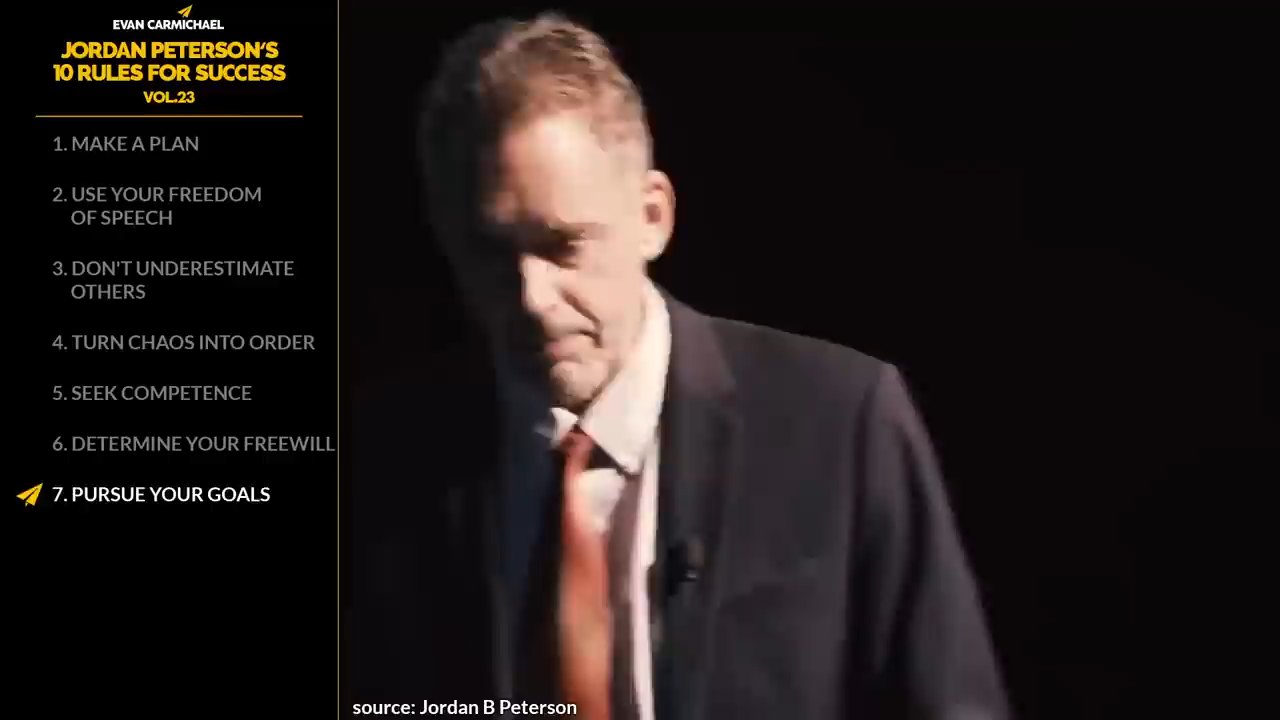 EVAN CARMICHAEL
JORDAN PETERSON'S
10 RULES FOR SUCCESS
VOL.23
1. MAKE A PLAN
2. USE YOUR FREEDOM
OF SPEECH
3. DON'T UNDERESTIMATE
OTHERS
4. TURN CHAOS INTO ORDER
5. SEEK COMPETENCE
6. DETERMINE YOUR FREEWILL
7. PURSUE YOUR GOALS
source: Jordan B Peterson